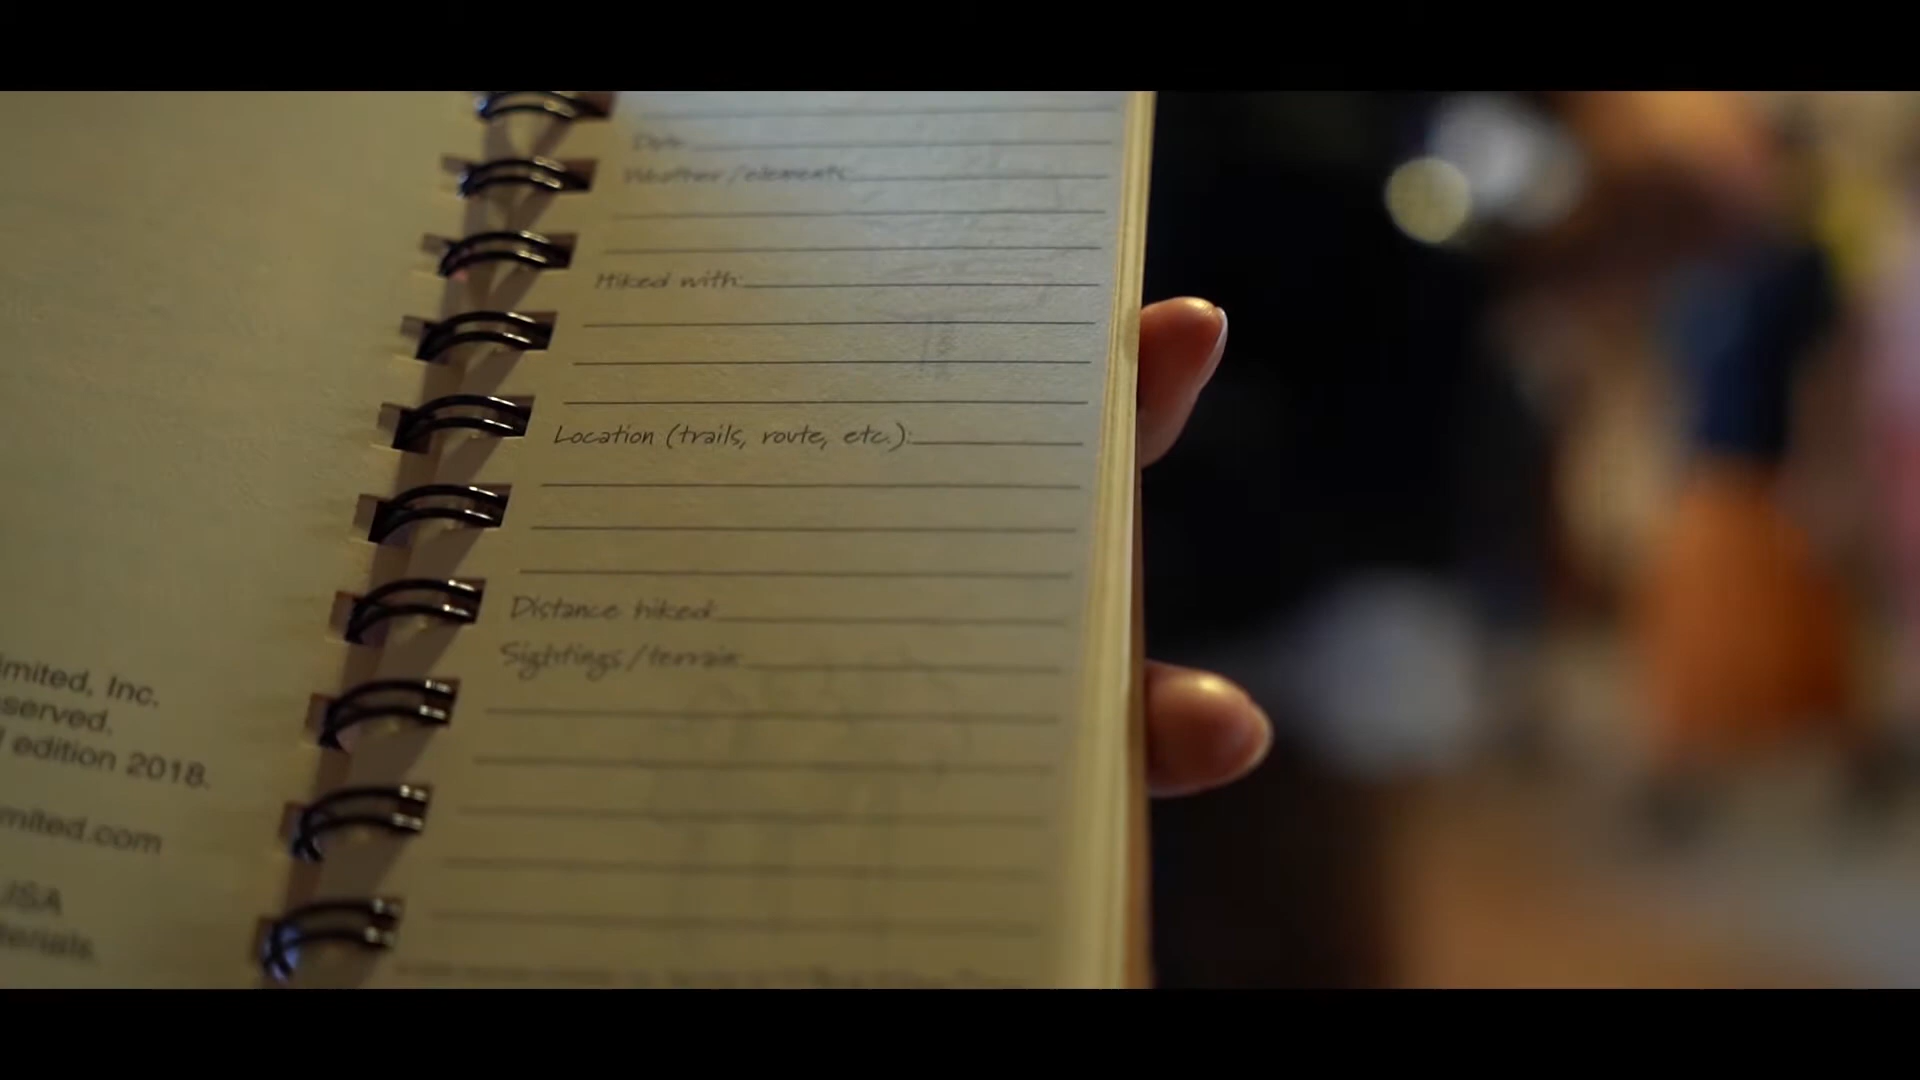 imited, Inc.
served.
edition 2018.
mited.com
USA
terials.
Date:
Weather/elements:
Hiked with:
Location (trails, route, etc.):
Distance hiked:
Sightings/terrain: